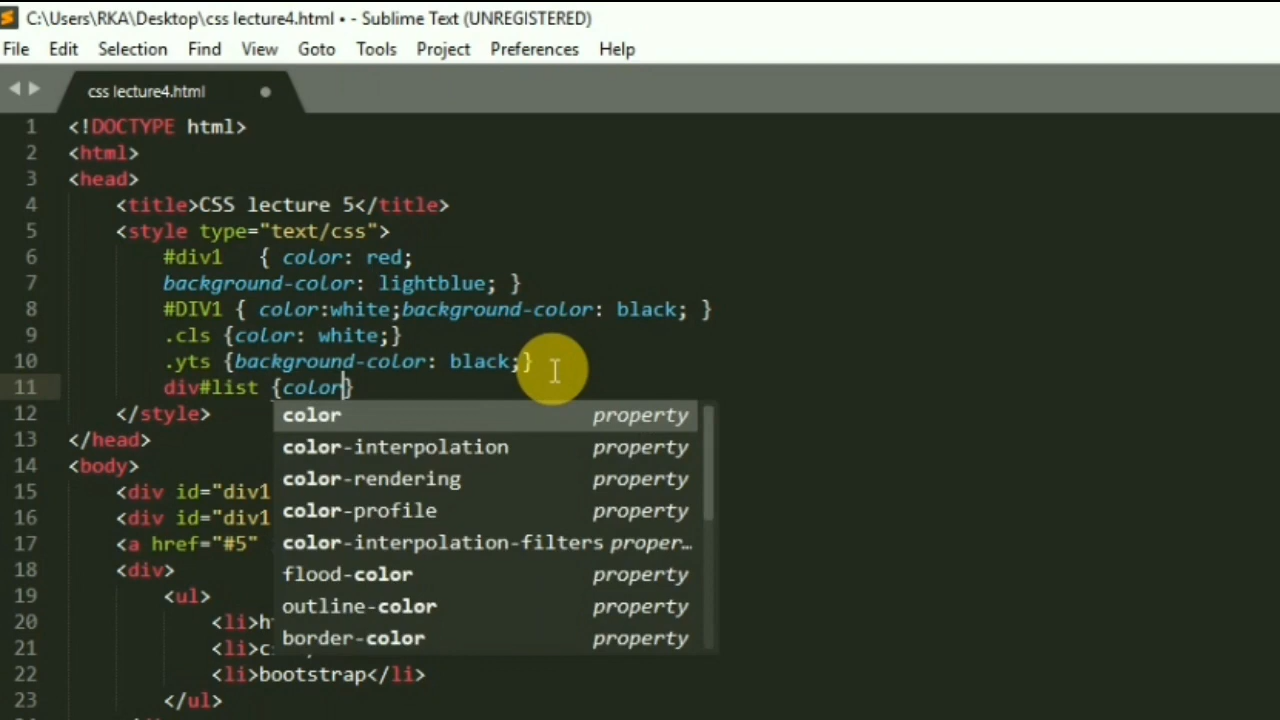 C:\Users\RKA\Desktop\css lecture4.html • - Sublime Text (UNREGISTERED)
File Edit Selection Find View Goto Tools Project Preferences Help
css lecture4.html
1 <!DOCTYPE html>
2 <html>
3 <head>
4 <title>CSS lecture 5</title>
5 <style type="text/css">
6 #div1 { color: red;
7 background-color: lightblue; }
8 #DIV1 { color:white;background-color: black; }
9 .cls {color: white;}
10 .yts {background-color: black;}
11 div#list {color}
12 </style>
color property
13 </head>
color-interpolation property
14 <body>
color-rendering property
15 <div id="div1
color-profile property
16 <div id="div1
17 <a href="#5"
color-interpolation-filters proper…
18 <div>
flood-color property
19 <ul>
outline-color property
20 <li>h
border-color property
21 <li>c
22 <li>bootstrap</li>
23 </ul>